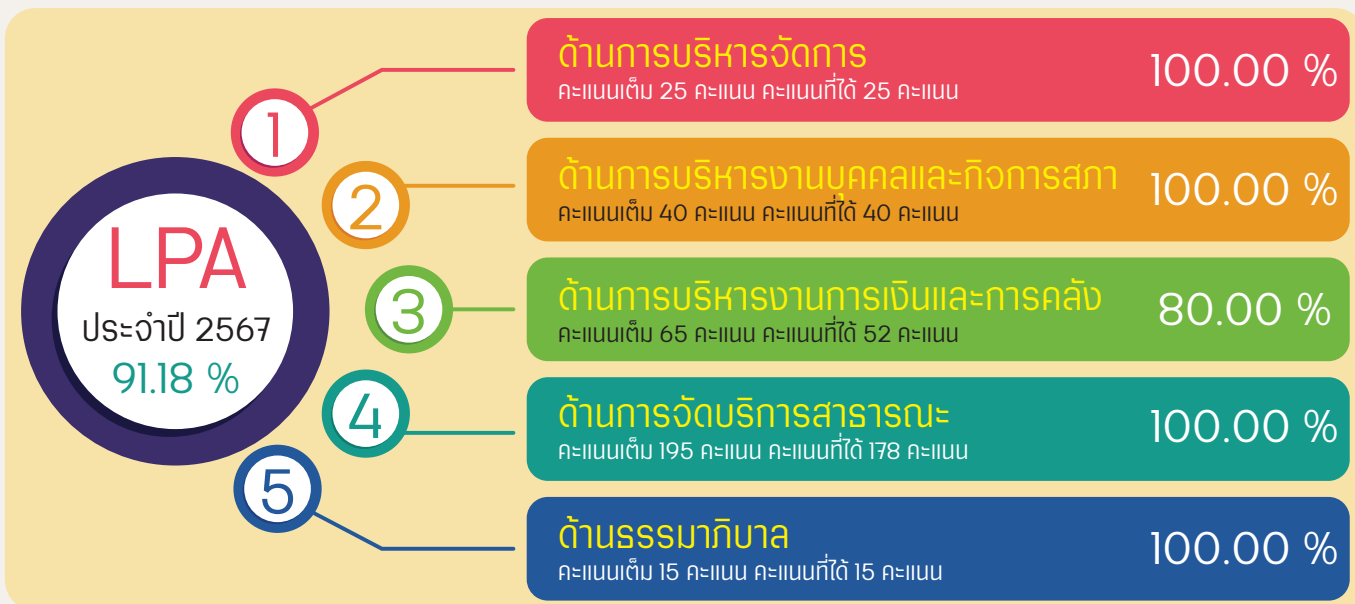 LPA
ประจำปี 2567
91.18 %
1
ด้านการบริหารจัดการ
คะแนนเต็ม 25 คะแนน คะแนนที่ได้ 25 คะแนน
100.00 %
2
ด้านการบริหารงานบุคคลและกิจการสภา
คะแนนเต็ม 40 คะแนน คะแนนที่ได้ 40 คะแนน
100.00 %
3
ด้านการบริหารงานการเงินและการคลัง
คะแนนเต็ม 65 คะแนน คะแนนที่ได้ 52 คะแนน
80.00 %
4
ด้านการจัดบริการสาธารณะ
คะแนนเต็ม 195 คะแนน คะแนนที่ได้ 178 คะแนน
100.00 %
5
ด้านธรรมาภิบาล
คะแนนเต็ม 15 คะแนน คะแนนที่ได้ 15 คะแนน
100.00 %